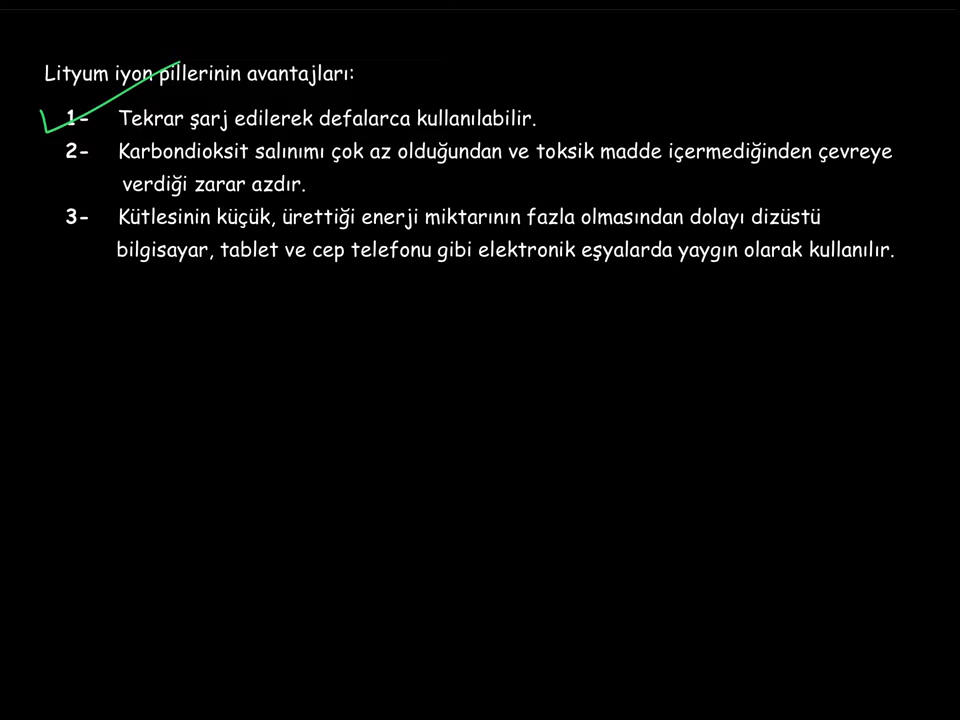 Lityum iyon pillerinin avantajları:
1- Tekrar şarj edilerek defalarca kullanılabilir.
2- Karbondioksit salınımı çok az olduğundan ve toksik madde içermediğinden çevreye
verdiği zarar azdır.
3- Kütlesinin küçük, ürettiği enerji miktarının fazla olmasından dolayı dizüstü
bilgisayar, tablet ve cep telefonu gibi elektronik eşyalarda yaygın olarak kullanılır.